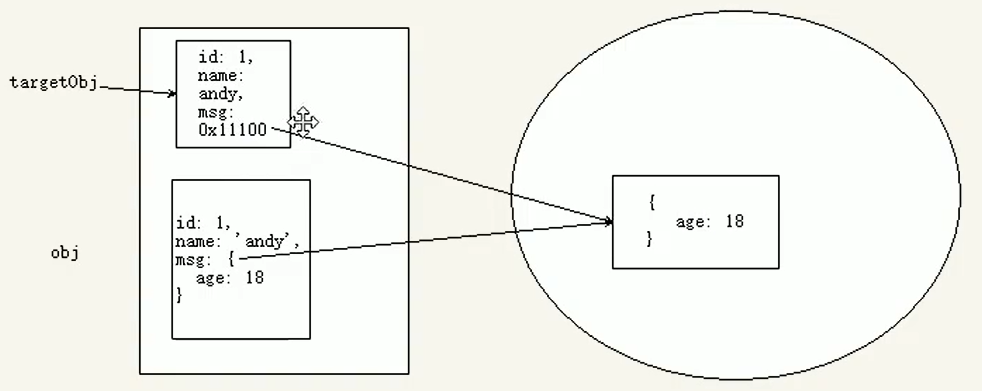 targetObj
id: 1,
name:
andy,
msg:
0x11100
obj
id: 1,
name: 'andy',
msg: {
age: 18
}
{
age: 18
}